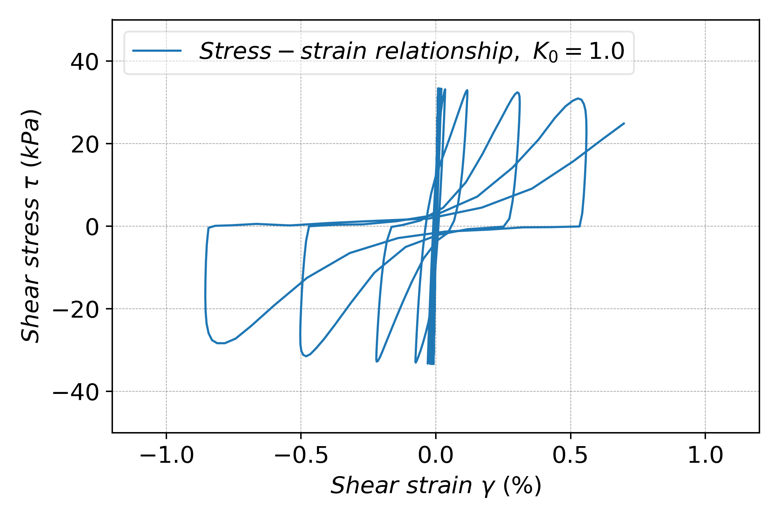 Stress − strain relationship, K₀ = 1.0
40
20
0
−20
−40
−1.0 −0.5 0.0 0.5 1.0
Shear strain γ (%)
Shear stress τ (kPa)